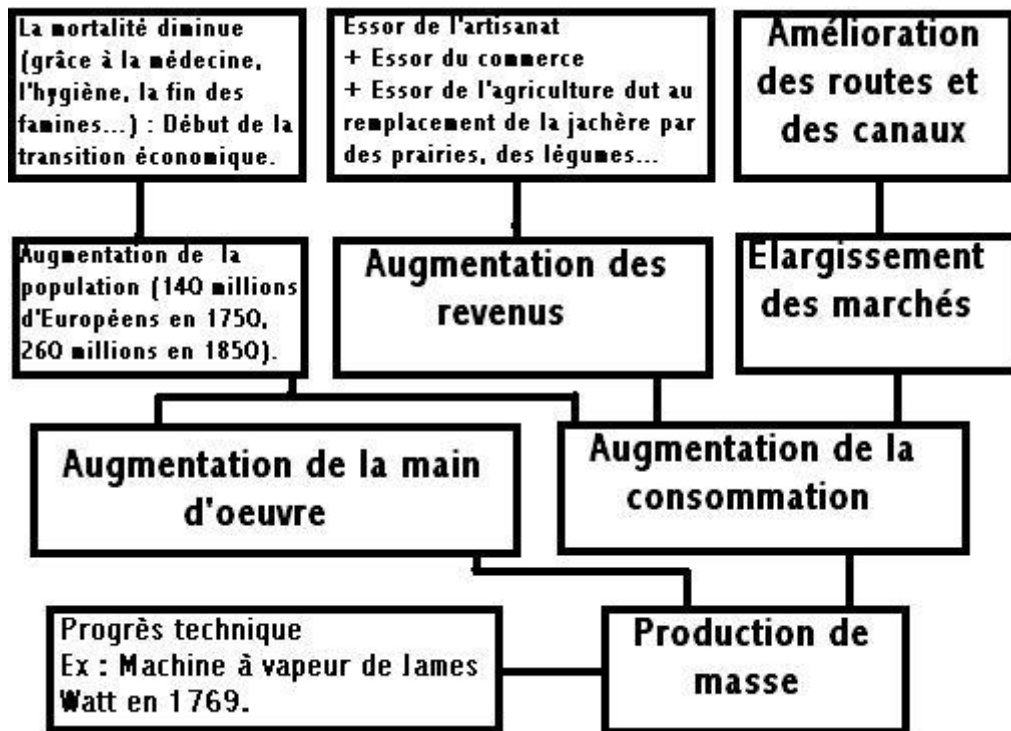 La mortalité diminue
(grâce à la médecine,
l'hygiène, la fin des
famines...) : Début de la
transition économique.
Essor de l'artisanat
+ Essor du commerce
+ Essor de l'agriculture dut au
remplacement de la jachère par
des prairies, des légumes...
Amélioration
des routes et
des canaux
Augmentation de la
population (140 millions
d'Européens en 1750,
260 millions en 1850).
Augmentation des
revenus
Elargissement
des marchés
Augmentation de la main
d'oeuvre
Augmentation de la
consommation
Progrès technique
Ex : Machine à vapeur de James
Watt en 1769.
Production de
masse